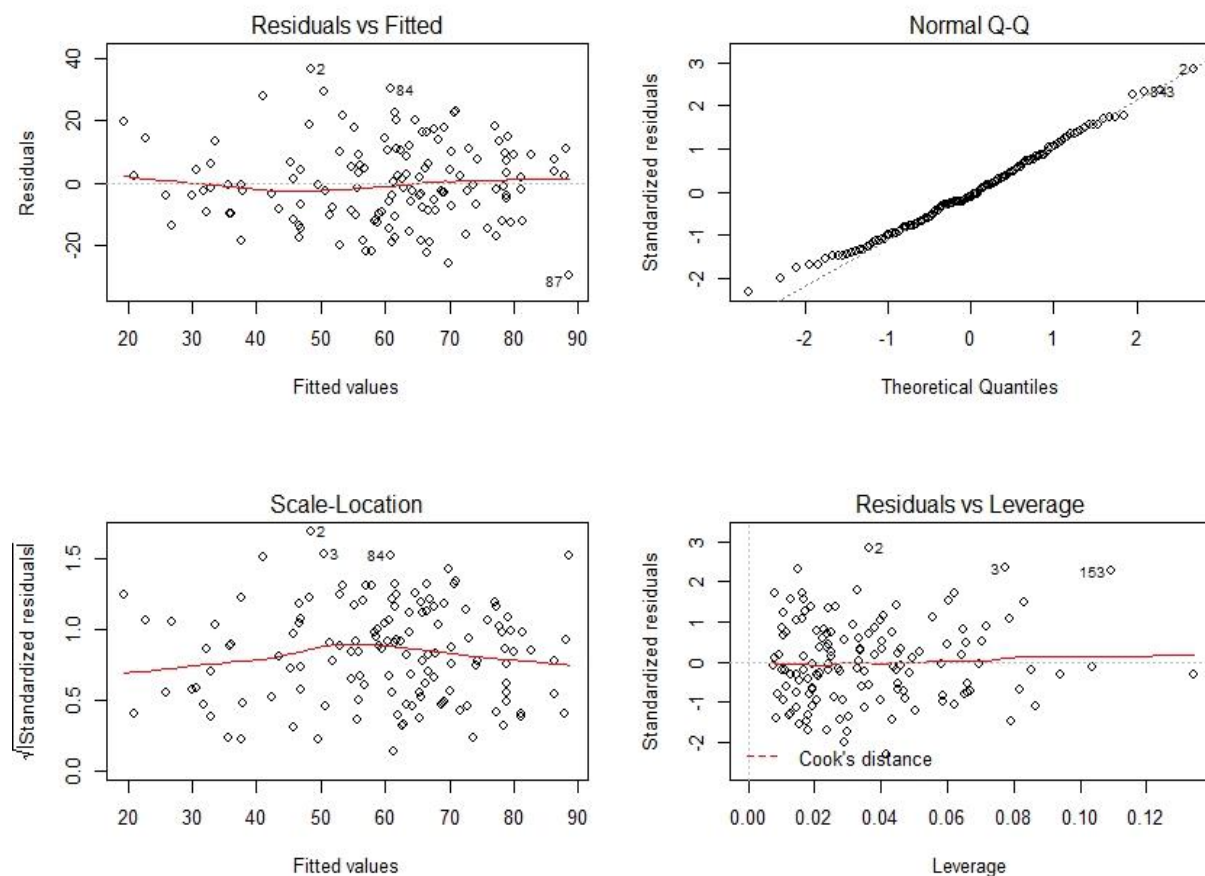 Residuals vs Fitted
Residuals
40
20
0
-20
2
84
87
20 30 40 50 60 70 80 90
Fitted values
Normal Q-Q
Standardized residuals
3
2
1
0
-1
-2
2
843
-2 -1 0 1 2
Theoretical Quantiles
Scale-Location
√|Standardized residuals|
1.5
1.0
0.5
0.0
2
3
84
20 30 40 50 60 70 80 90
Fitted values
Residuals vs Leverage
Standardized residuals
3
2
1
0
-1
-2
2
3
153
Cook's distance
0.00 0.02 0.04 0.06 0.08 0.10 0.12
Leverage